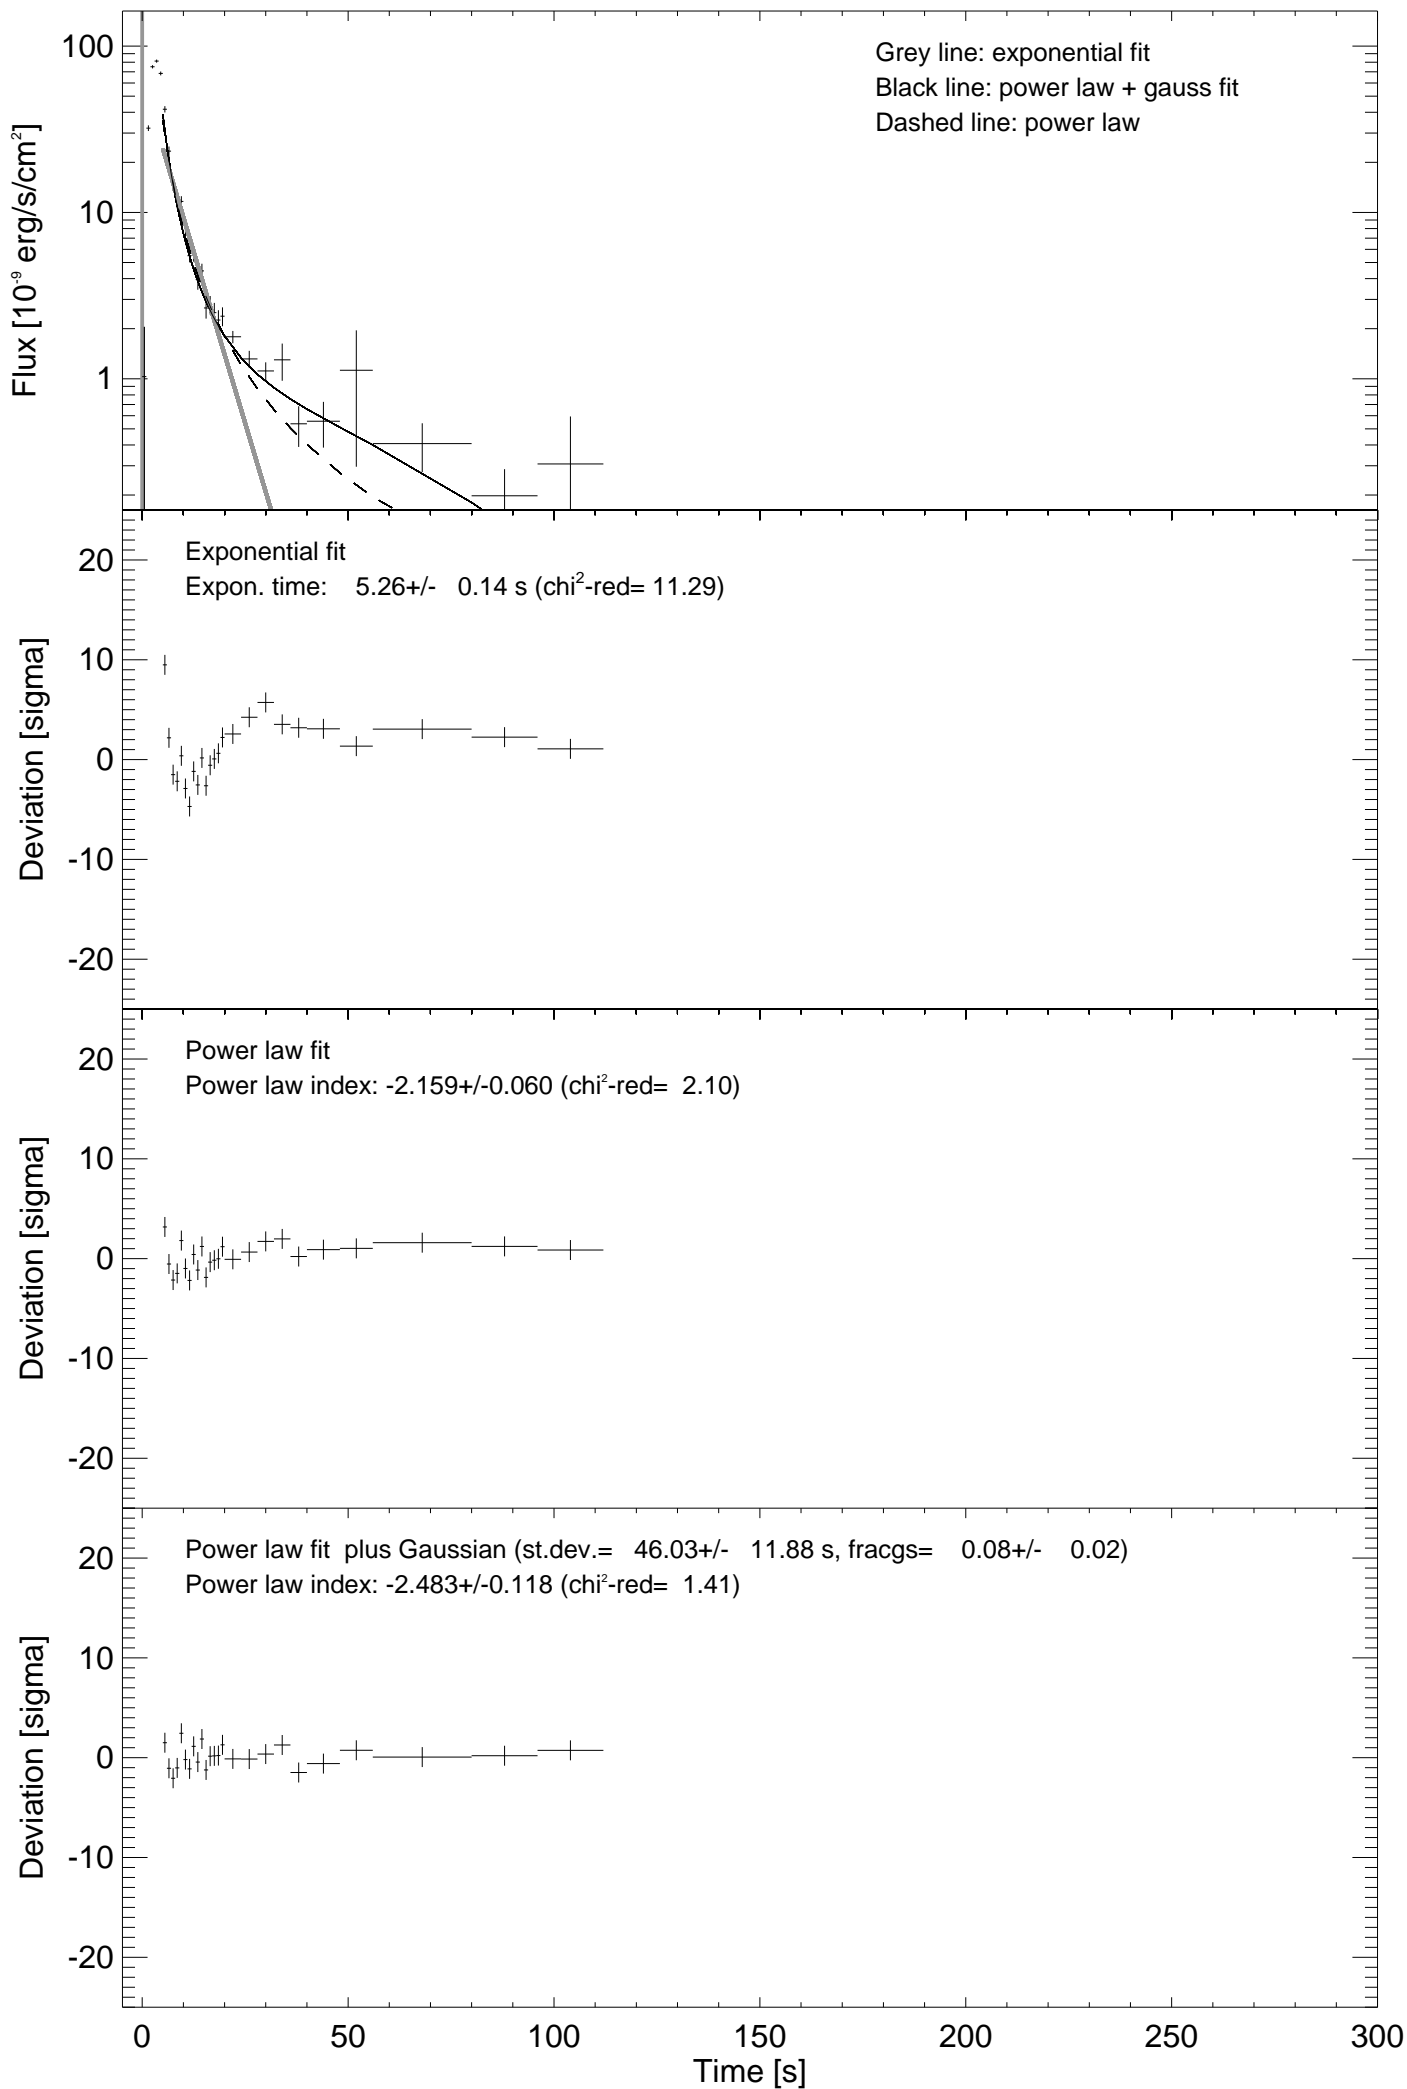 Grey line: exponential fit
Black line: power law + gauss fit
Dashed line: power law
100
10
1
Flux [10⁻⁹ erg/s/cm²]
Exponential fit
Expon. time: 5.26+/- 0.14 s (chi²-red= 11.29)
20
10
0
-10
-20
Deviation [sigma]
Power law fit
Power law index: -2.159+/-0.060 (chi²-red= 2.10)
20
10
0
-10
-20
Deviation [sigma]
Power law fit plus Gaussian (st.dev.= 46.03+/- 11.88 s, fracgs= 0.08+/- 0.02)
Power law index: -2.483+/-0.118 (chi²-red= 1.41)
20
10
0
-10
-20
Deviation [sigma]
0 50 100 150 200 250 300
Time [s]